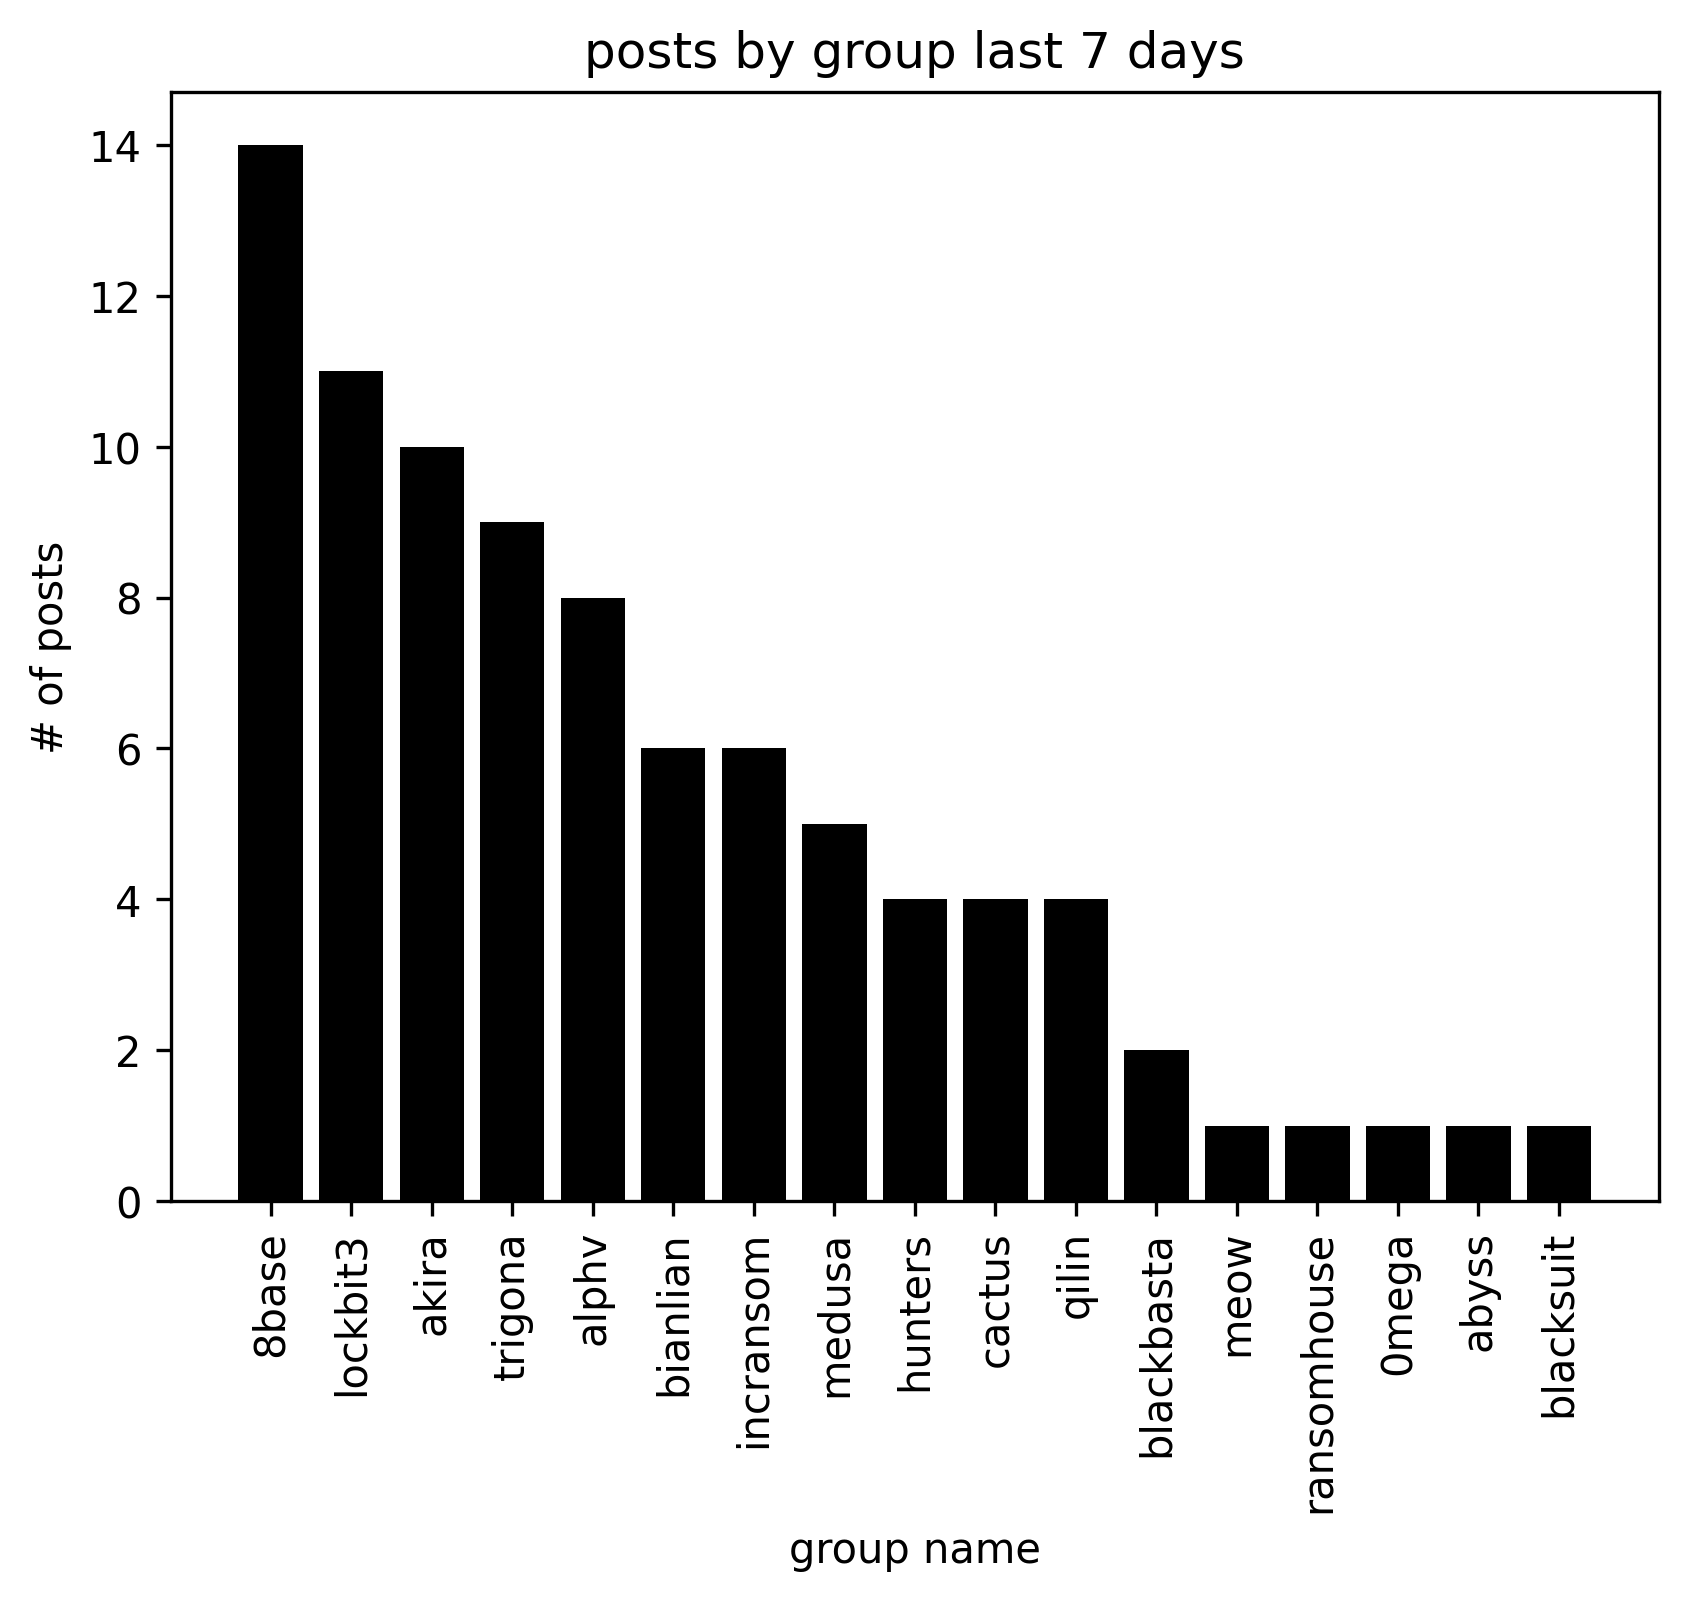 posts by group last 7 days
14
12
10
8
6
4
2
0
# of posts
8base
lockbit3
akira
trigona
alphv
bianlian
incransom
medusa
hunters
cactus
qilin
blackbasta
meow
ransomhouse
0mega
abyss
blacksuit
group name